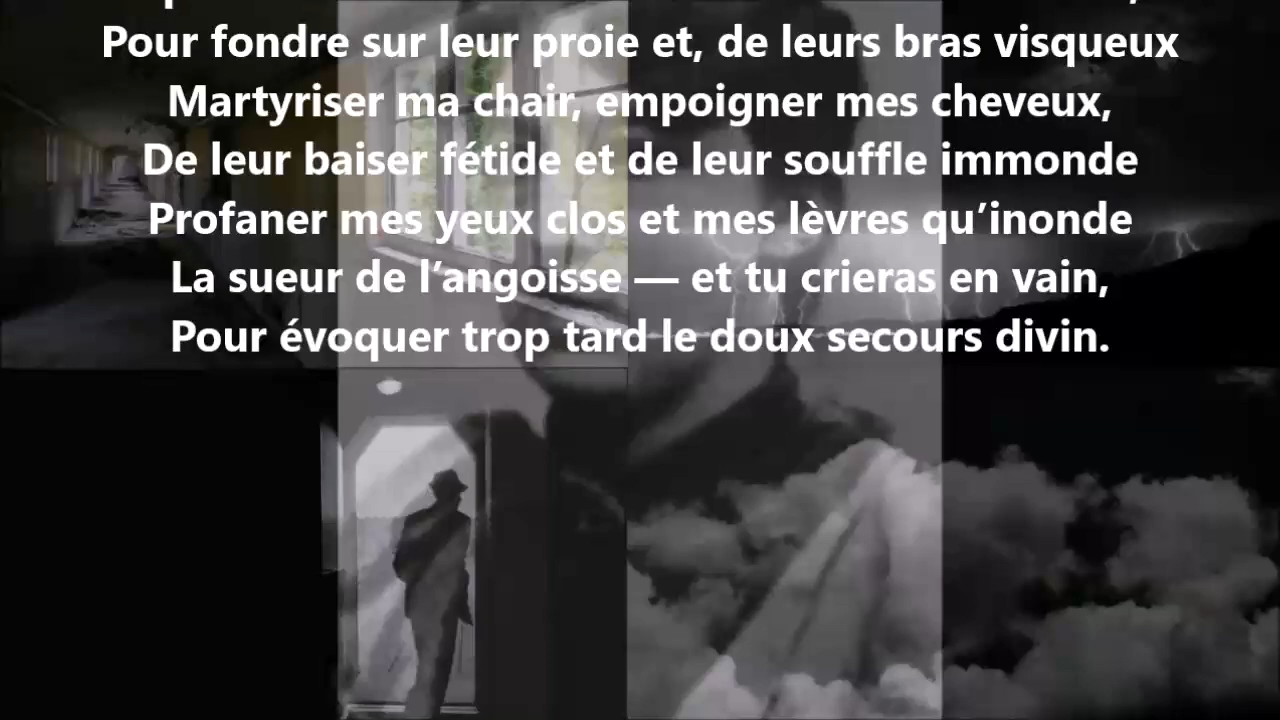 Pour fondre sur leur proie et, de leurs bras visqueux
Martyriser ma chair, empoigner mes cheveux,
De leur baiser fétide et de leur souffle immonde
Profaner mes yeux clos et mes lèvres qu’inonde
La sueur de l’angoisse — et tu crieras en vain,
Pour évoquer trop tard le doux secours divin.